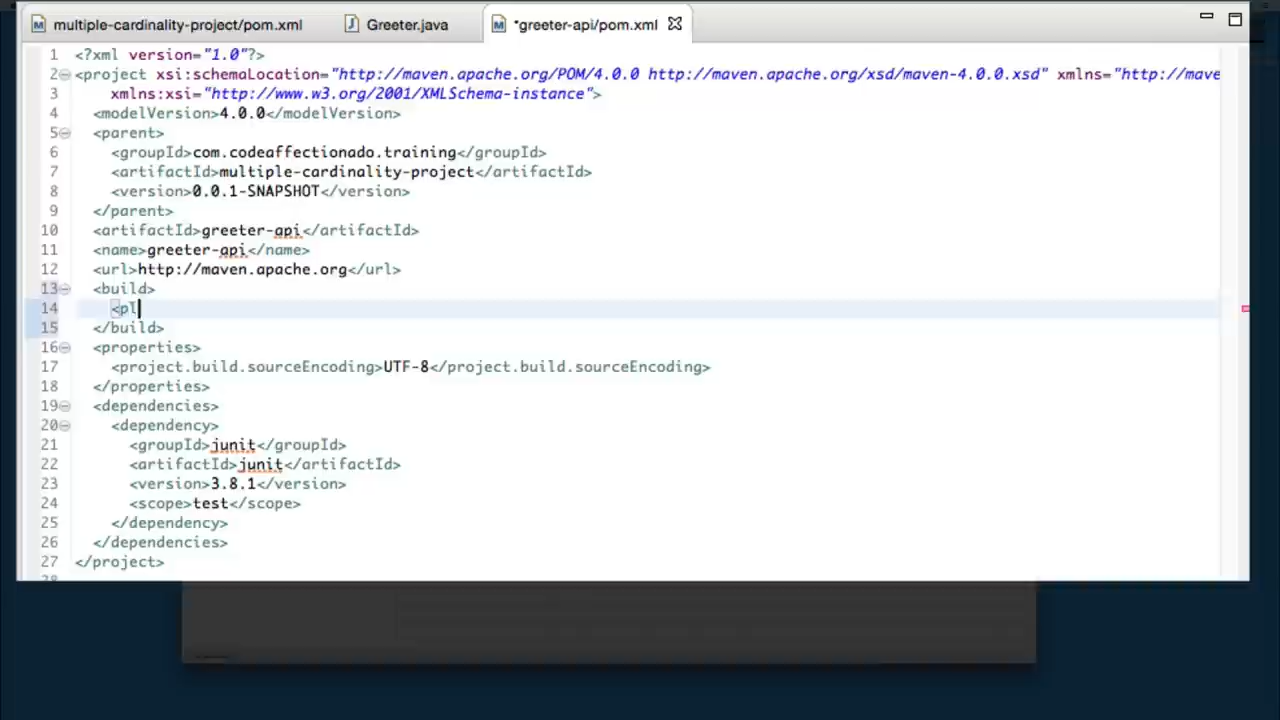 multiple-cardinality-project/pom.xml Greeter.java *greeter-api/pom.xml
1 <?xml version="1.0"?>
2 <project xsi:schemaLocation="http://maven.apache.org/POM/4.0.0 http://maven.apache.org/xsd/maven-4.0.0.xsd" xmlns="http://mave
3 xmlns:xsi="http://www.w3.org/2001/XMLSchema-instance">
4 <modelVersion>4.0.0</modelVersion>
5 <parent>
6 <groupId>com.codeaffectionado.training</groupId>
7 <artifactId>multiple-cardinality-project</artifactId>
8 <version>0.0.1-SNAPSHOT</version>
9 </parent>
10 <artifactId>greeter-api</artifactId>
11 <name>greeter-api</name>
12 <url>http://maven.apache.org</url>
13 <build>
14 <pl
15 </build>
16 <properties>
17 <project.build.sourceEncoding>UTF-8</project.build.sourceEncoding>
18 </properties>
19 <dependencies>
20 <dependency>
21 <groupId>junit</groupId>
22 <artifactId>junit</artifactId>
23 <version>3.8.1</version>
24 <scope>test</scope>
25 </dependency>
26 </dependencies>
27 </project>
28